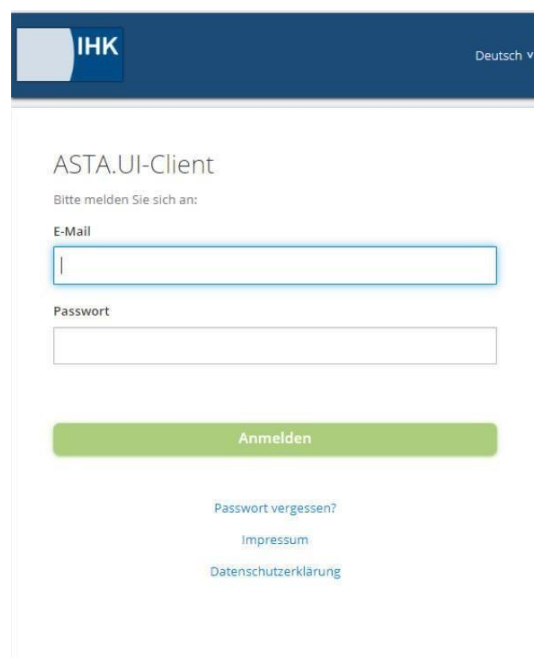 IHK
Deutsch
ASTA.UI-Client
Bitte melden Sie sich an:
E-Mail
Passwort
Anmelden
Passwort vergessen?
Impressum
Datenschutzerklärung